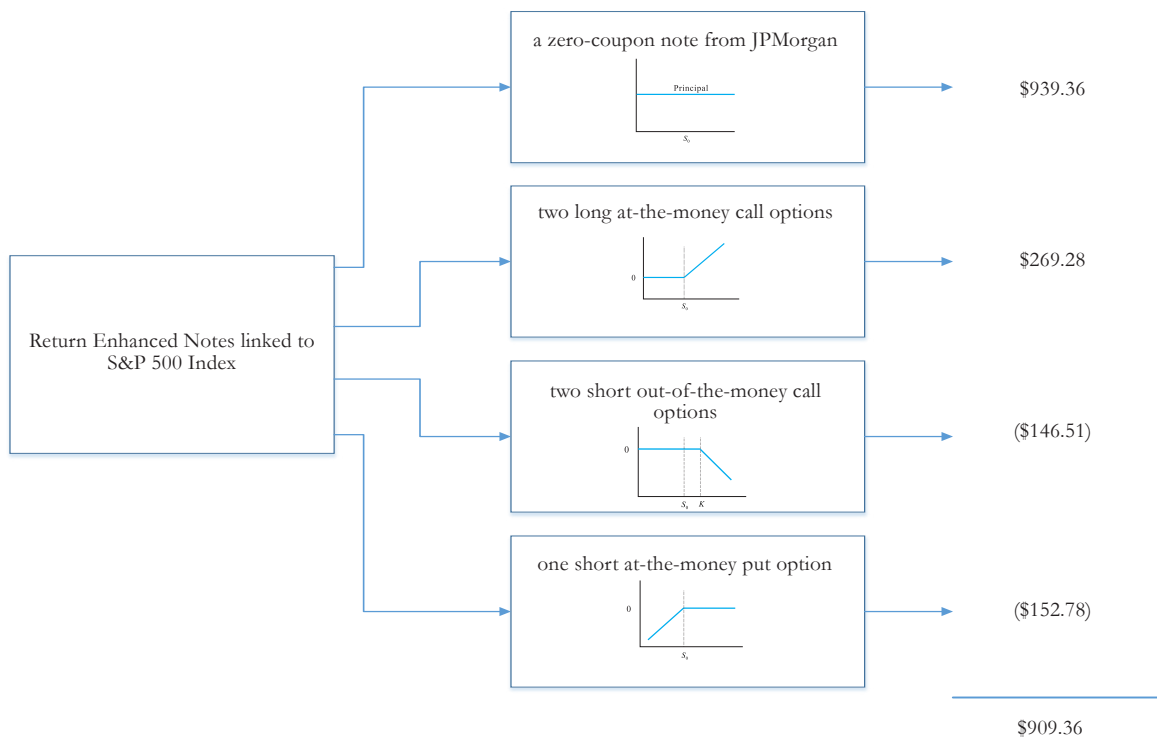 a zero-coupon note from JPMorgan
Principal
S₀
$939.36
two long at-the-money call options
0
S₀
$269.28
Return Enhanced Notes linked to
S&P 500 Index
two short out-of-the-money call
options
0
S₀ K
($146.51)
one short at-the-money put option
0
S₀
($152.78)
$909.36